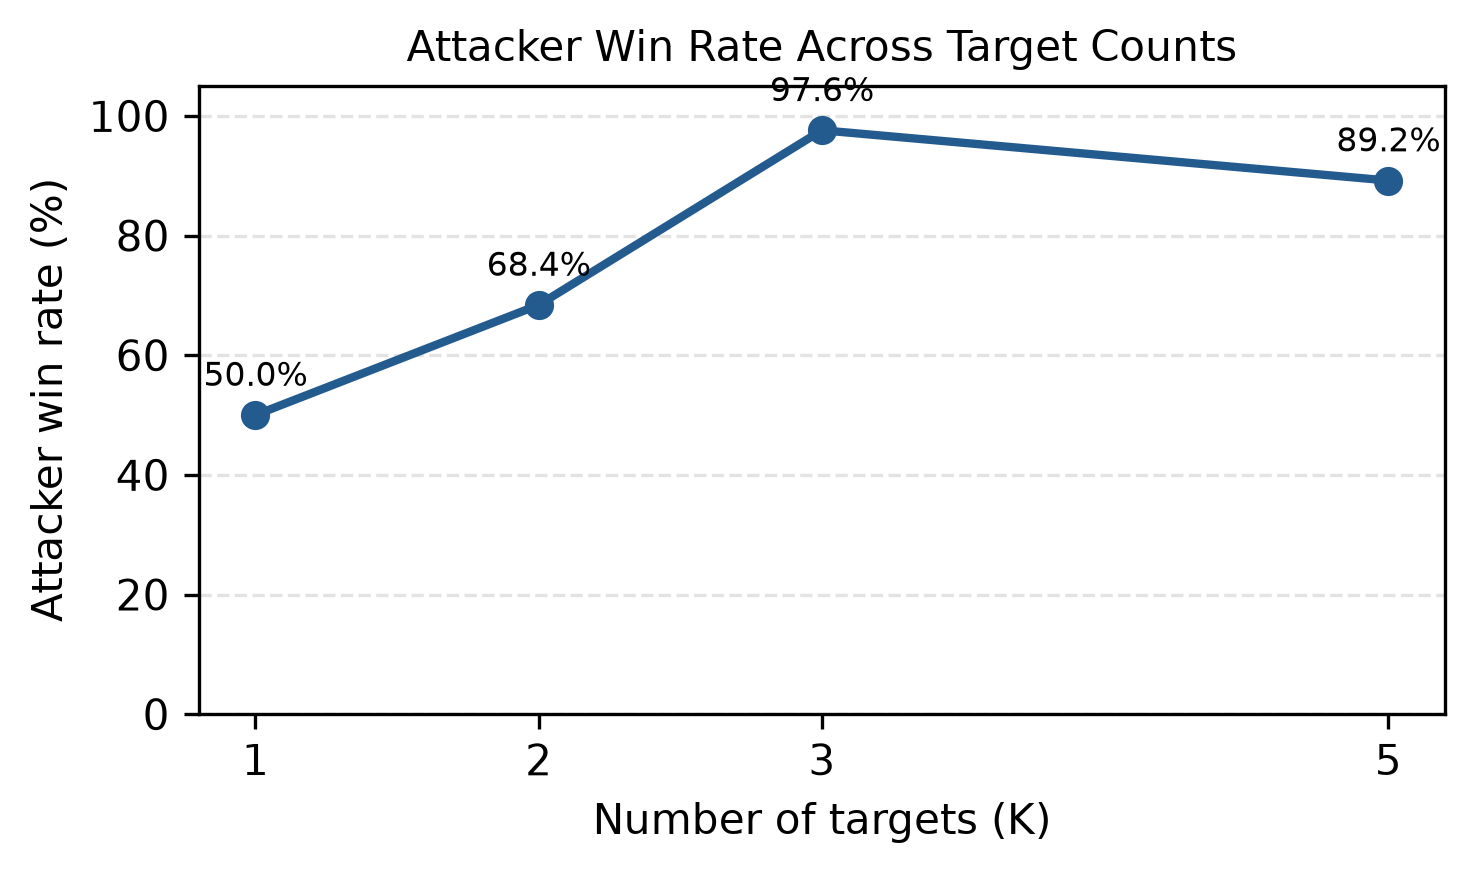 Attacker Win Rate Across Target Counts
97.6%
89.2%
68.4%
50.0%
100
80
60
40
20
0
Attacker win rate (%)
1 2 3 5
Number of targets (K)